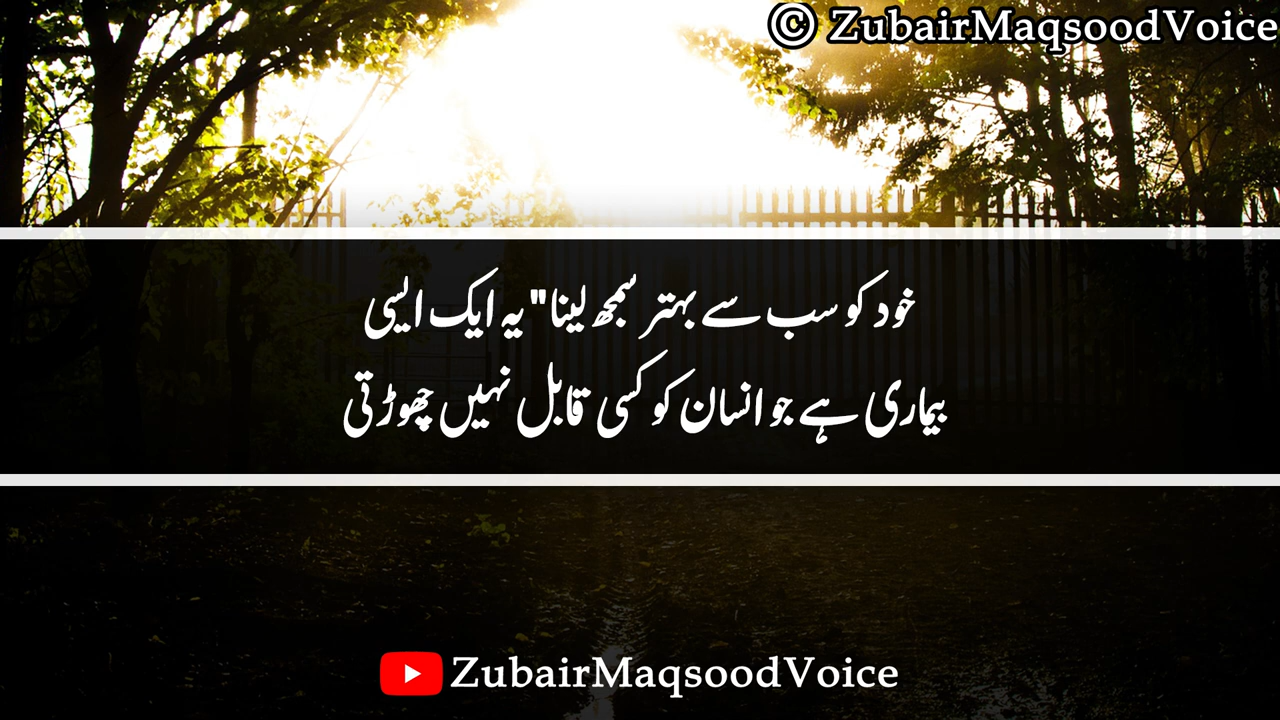 © ZubairMaqsoodVoice
خود کو سب سے بہتر سمجھ لینا" یہ ایک ایسی
بیماری ہے جو انسان کو کسی قابل نہیں چھوڑتی
ZubairMaqsoodVoice